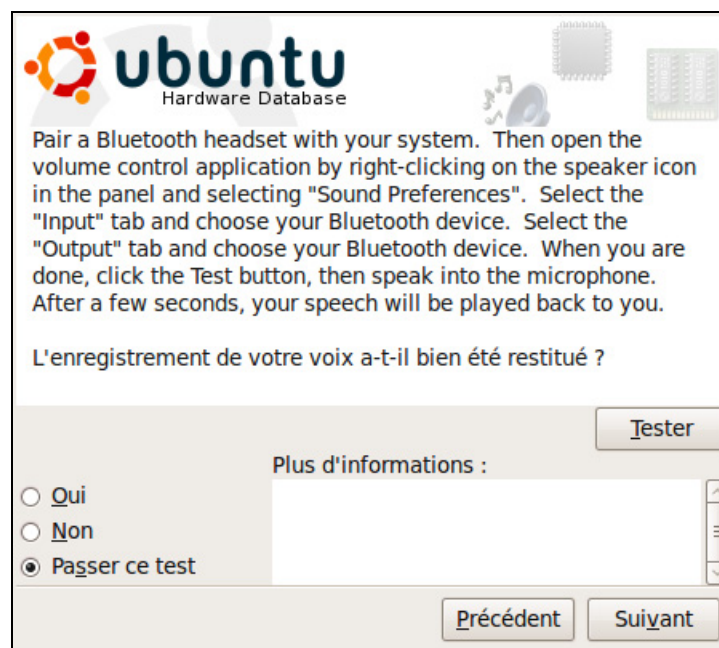 ubuntu
Hardware Database
Pair a Bluetooth headset with your system. Then open the
volume control application by right-clicking on the speaker icon
in the panel and selecting "Sound Preferences". Select the
"Input" tab and choose your Bluetooth device. Select the
"Output" tab and choose your Bluetooth device. When you are
done, click the Test button, then speak into the microphone.
After a few seconds, your speech will be played back to you.
L'enregistrement de votre voix a-t-il bien été restitué ?
Tester
Plus d'informations :
Oui
Non
Passer ce test
Précédent Suivant